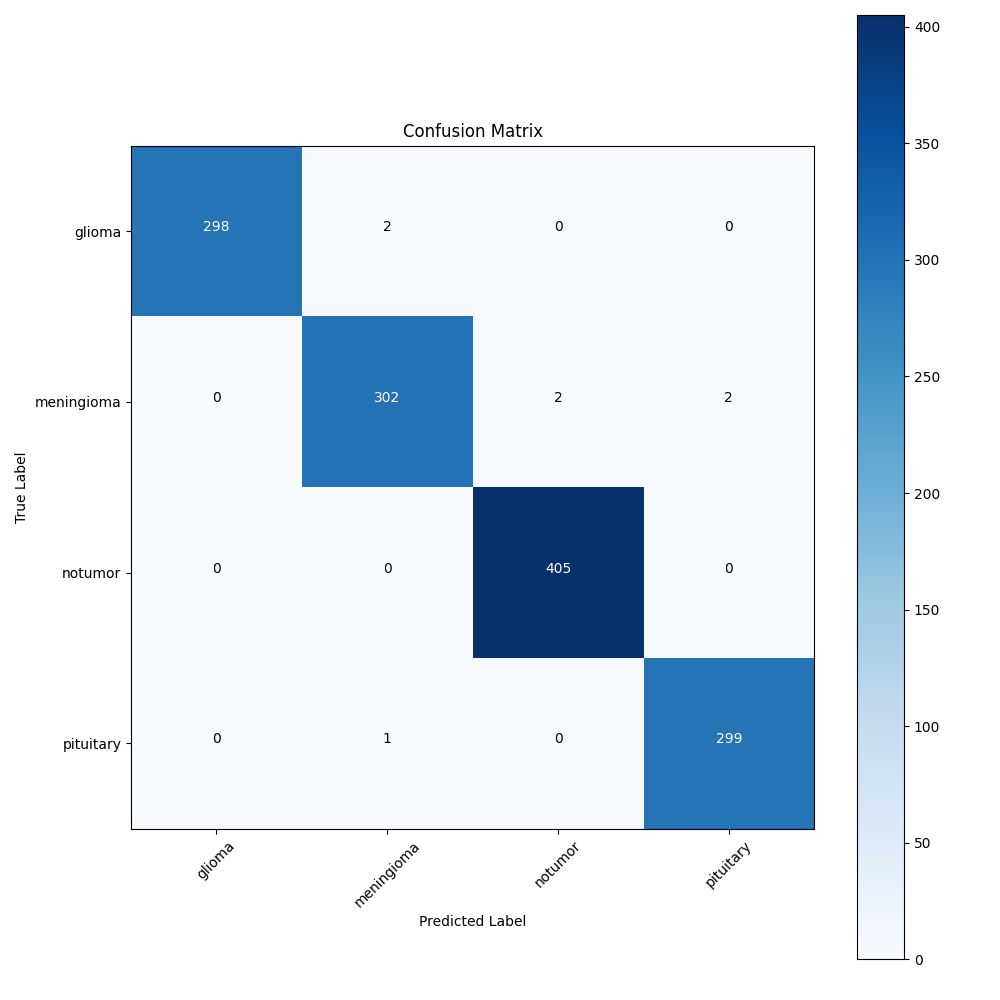 Confusion Matrix
True Label
glioma 298 2 0 0
meningioma 0 302 2 2
notumor 0 0 405 0
pituitary 0 1 0 299
glioma meningioma notumor pituitary
Predicted Label
400
350
300
250
200
150
100
50
0